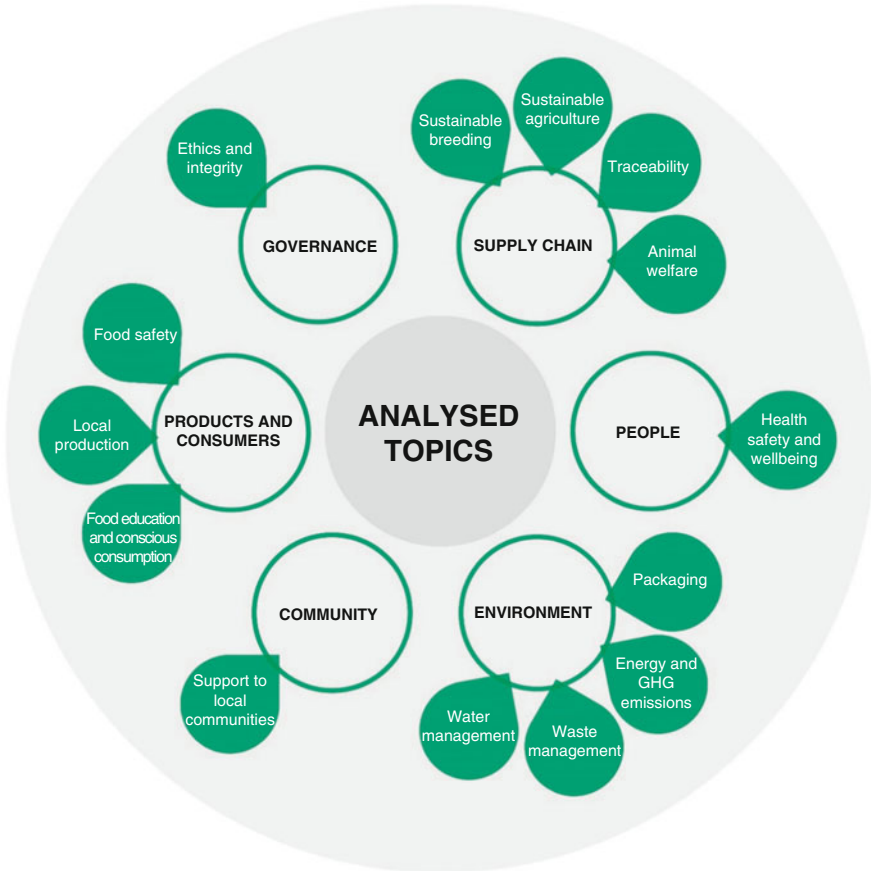 Sustainable
agriculture
Sustainable
breeding
Ethics and
integrity
Traceability
GOVERNANCE
SUPPLY CHAIN
Animal
welfare
Food safety
ANALYSED
TOPICS
PRODUCTS AND
CONSUMERS
Local
production
PEOPLE
Health
safety and
wellbeing
Food education
and conscious
consumption
Packaging
COMMUNITY
ENVIRONMENT
Energy and
GHG
emissions
Support to
local
communities
Water
management
Waste
management